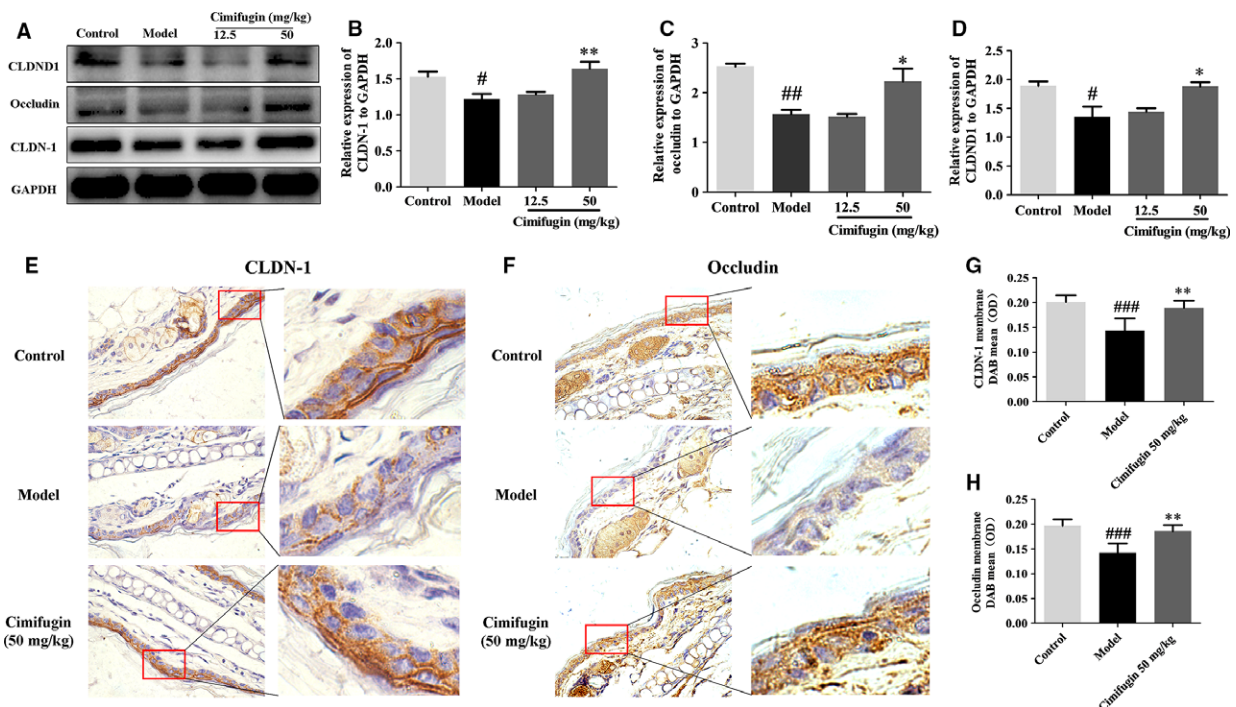 A
Cimifugin (mg/kg)
Control Model 12.5 50
CLDND1
Occludin
CLDN-1
GAPDH
B
Relative expression of
CLDN-1 to GAPDH
2.0
1.5
1.0
0.5
0.0
#
**
Control Model 12.5 50
Cimifugin (mg/kg)
C
Relative expression of
occludin to GAPDH
3
2
1
0
##
*
Control Model 12.5 50
Cimifugin (mg/kg)
D
Relative expression of
CLDND1 to GAPDH
2.5
2.0
1.5
1.0
0.5
0.0
#
*
Control Model 12.5 50
Cimifugin (mg/kg)
E
CLDN-1
Control
Model
Cimifugin
(50 mg/kg)
F
Occludin
Control
Model
Cimifugin
(50 mg/kg)
G
CLDN-1 membrane
DAB mean (OD)
0.25
0.20
0.15
0.10
0.05
0.00
###
**
Control
Model
Cimifugin 50 mg/kg
H
Occludin membrane
DAB mean (OD)
0.25
0.20
0.15
0.10
0.05
0.00
###
**
Control
Model
Cimifugin 50 mg/kg